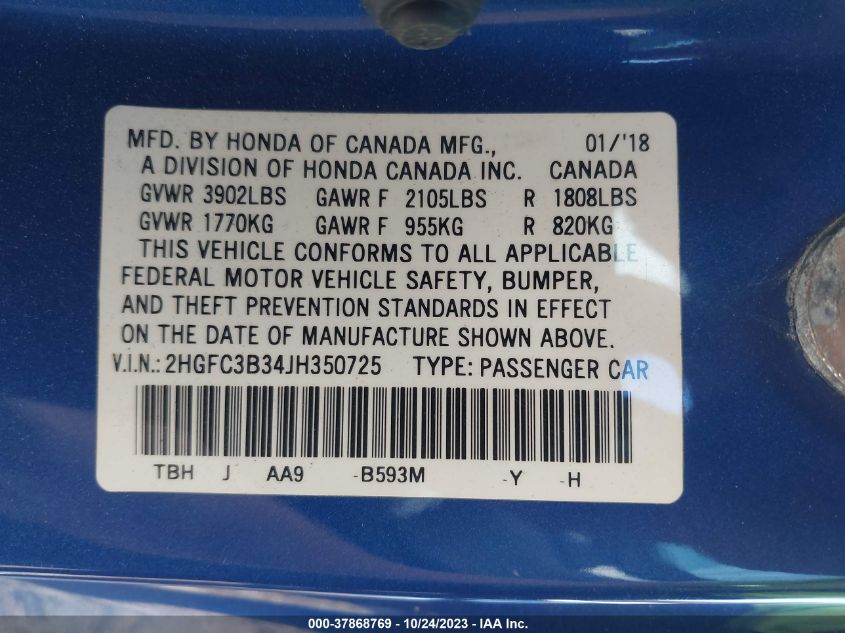 MFD. BY HONDA OF CANADA MFG., 01/'18
A DIVISION OF HONDA CANADA INC. CANADA
GVWR 3902LBS GAWR F 2105LBS R 1808LBS
GVWR 1770KG GAWR F 955KG R 820KG
THIS VEHICLE CONFORMS TO ALL APPLICABLE
FEDERAL MOTOR VEHICLE SAFETY, BUMPER,
AND THEFT PREVENTION STANDARDS IN EFFECT
ON THE DATE OF MANUFACTURE SHOWN ABOVE.
V.I.N.: 2HGFC3B34JH350725 TYPE: PASSENGER CAR
TBH J AA9 -B593M -Y -H
000-37868769 - 10/24/2023 - IAA Inc.